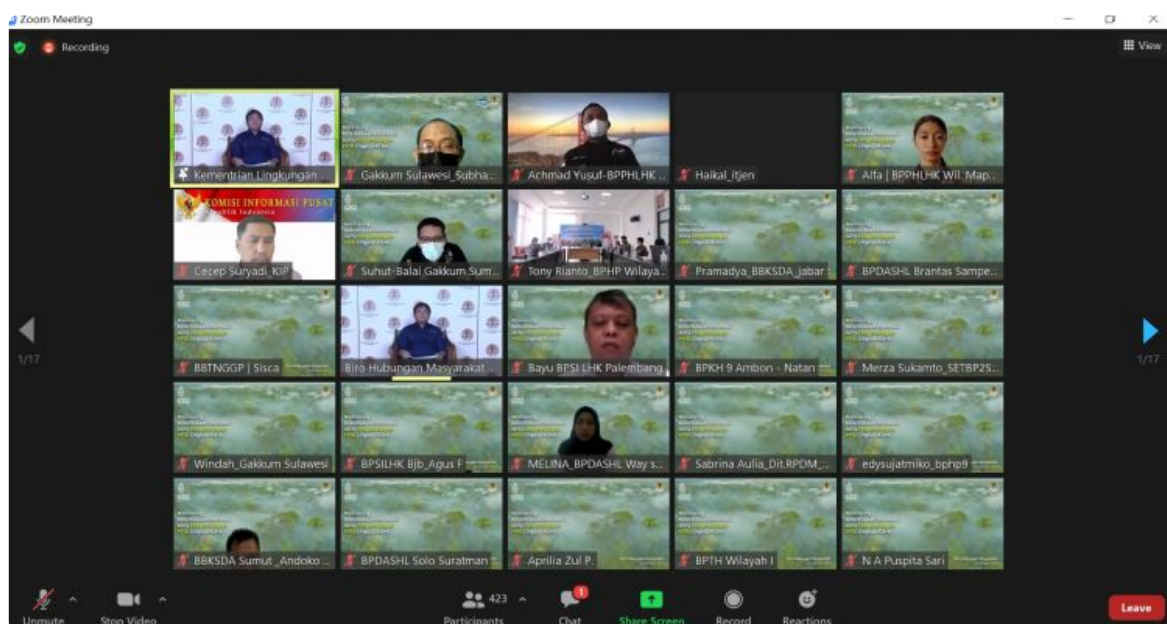 Zoom Meeting
Recording
View
Kementrian Lingkungan ...
Gakkum Sulawesi_Subha...
Achmad Yusuf-BPPHLHK ...
Haikal_itjen
Alfa | BPPHLHK Wil. Map...
KOMISI INFORMASI PUSAT
Republik Indonesia
Cecep Suryadi_KIP
Suhut-Balai Gakkum Sum...
Tony Rianto_BPHP Wilaya...
Pramadya_BBKSDA_Jabar
BPDASHL Brantas Sampe...
1/17
BBTNGGP | Sisca
Biro Hubungan Masyarakat ...
Bayu BPSI LHK Palembang
BPKH 9 Ambon - Natan
Merza Sukamto_SETBP2S...
1/17
Windah_Gakkum Sulawesi
BPSILHK Bjb_Agus F
MELINA_BPDASHL Way s...
Sabrina Aulia_Dit.RPDM_...
edysujatmiko_bphp9
BBKSDA Sumut _Andoko ...
BPDASHL Solo Suratman
Aprilia Zul P.
BPTH Wilayah I
N A Puspita Sari
423
1
Unmute
Stop Video
Participants
Chat
Share Screen
Record
Reactions
Leave